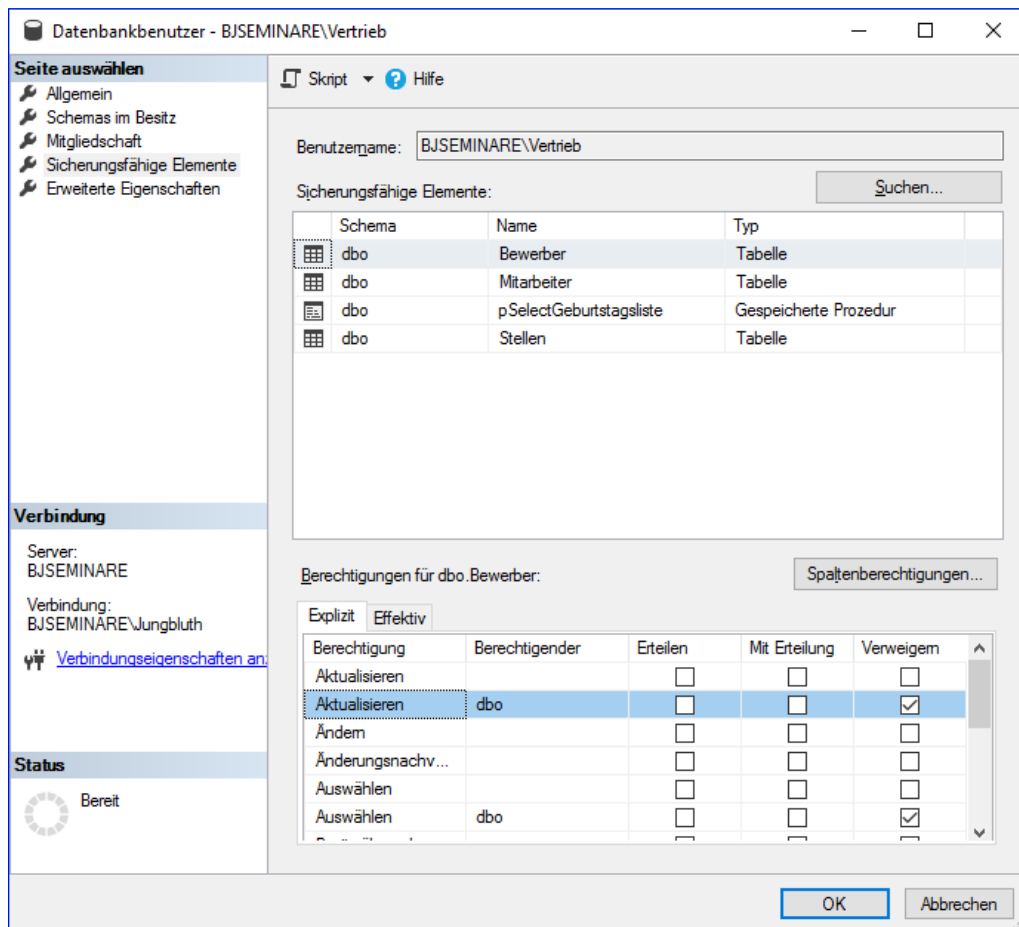 Datenbankbenutzer - BJSEMINARE\Vertrieb
Seite auswählen
Allgemein
Schemas im Besitz
Mitgliedschaft
Sicherungsfähige Elemente
Erweiterte Eigenschaften
Skript
Hilfe
Benutzername: BJSEMINARE\Vertrieb
Sicherungsfähige Elemente:
Suchen...
Schema Name Typ
dbo Bewerber Tabelle
dbo Mitarbeiter Tabelle
dbo pSelectGeburtstagsliste Gespeicherte Prozedur
dbo Stellen Tabelle
Verbindung
Server:
BJSEMINARE
Verbindung:
BJSEMINARE\Jungbluth
Verbindungseigenschaften an
Status
Bereit
Berechtigungen für dbo.Bewerber:
Spaltenberechtigungen...
Explizit Effektiv
Berechtigung Berechtigender Erteilen Mit Erteilung Verweigern
Aktualisieren
Aktualisieren dbo
Ändern
Änderungsnachv...
Auswählen
Auswählen dbo
OK Abbrechen